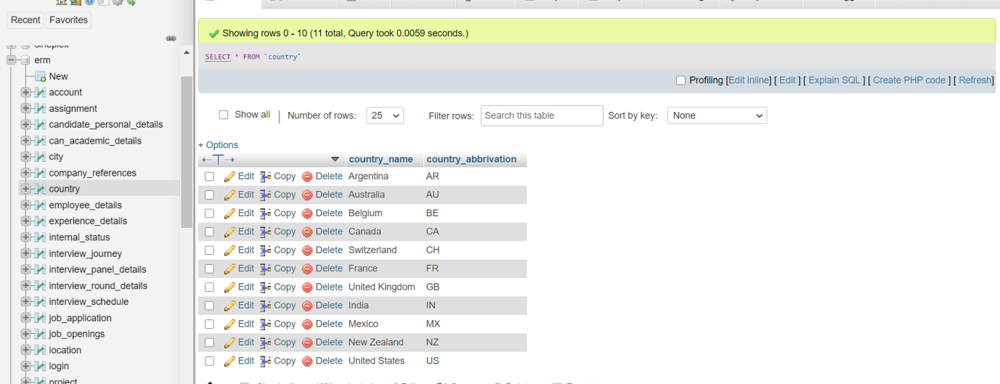 Recent Favorites
erm
New
account
assignment
candidate_personal_details
can_academic_details
city
company_references
country
employee_details
experience_details
internal_status
interview_journey
interview_panel_details
interview_round_details
interview_schedule
job_application
job_openings
location
login
project
Showing rows 0 - 10 (11 total, Query took 0.0059 seconds.)
SELECT * FROM `country`
Profiling [Edit inline] [ Edit ] [ Explain SQL ] [ Create PHP code ] [ Refresh]
Show all | Number of rows: 25 Filter rows: Search this table Sort by key: None
+ Options
←T→ country_name country_abbrivation
Edit Copy Delete Argentina AR
Edit Copy Delete Australia AU
Edit Copy Delete Belgium BE
Edit Copy Delete Canada CA
Edit Copy Delete Switzerland CH
Edit Copy Delete France FR
Edit Copy Delete United Kingdom GB
Edit Copy Delete India IN
Edit Copy Delete Mexico MX
Edit Copy Delete New Zealand NZ
Edit Copy Delete United States US